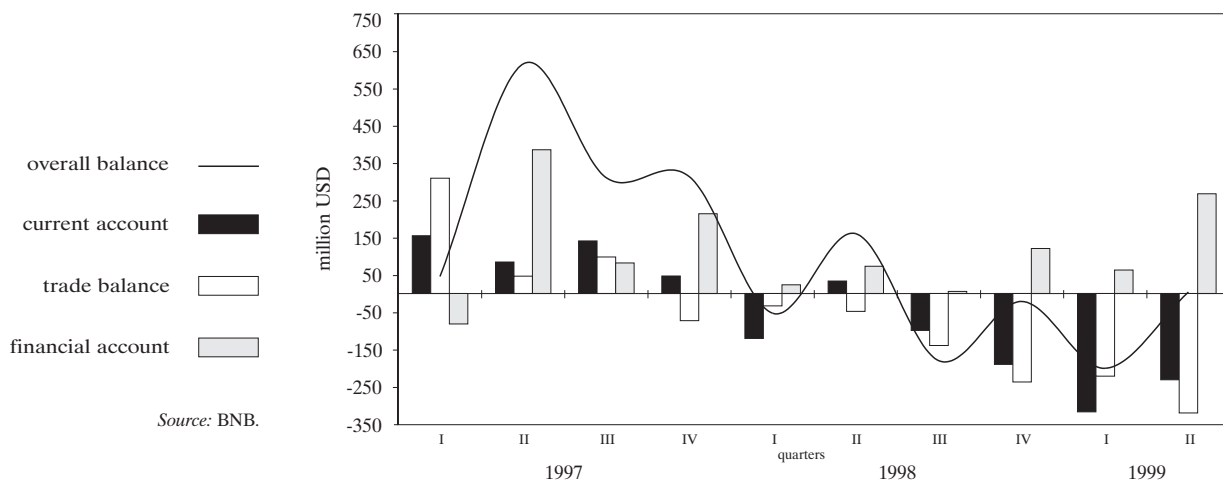 750
650
550
450
350
250
150
50
-50
-150
-250
-350
million USD
overall balance
current account
trade balance
financial account
Source: BNB.
I II III IV I II III IV I II
quarters
1997 1998 1999